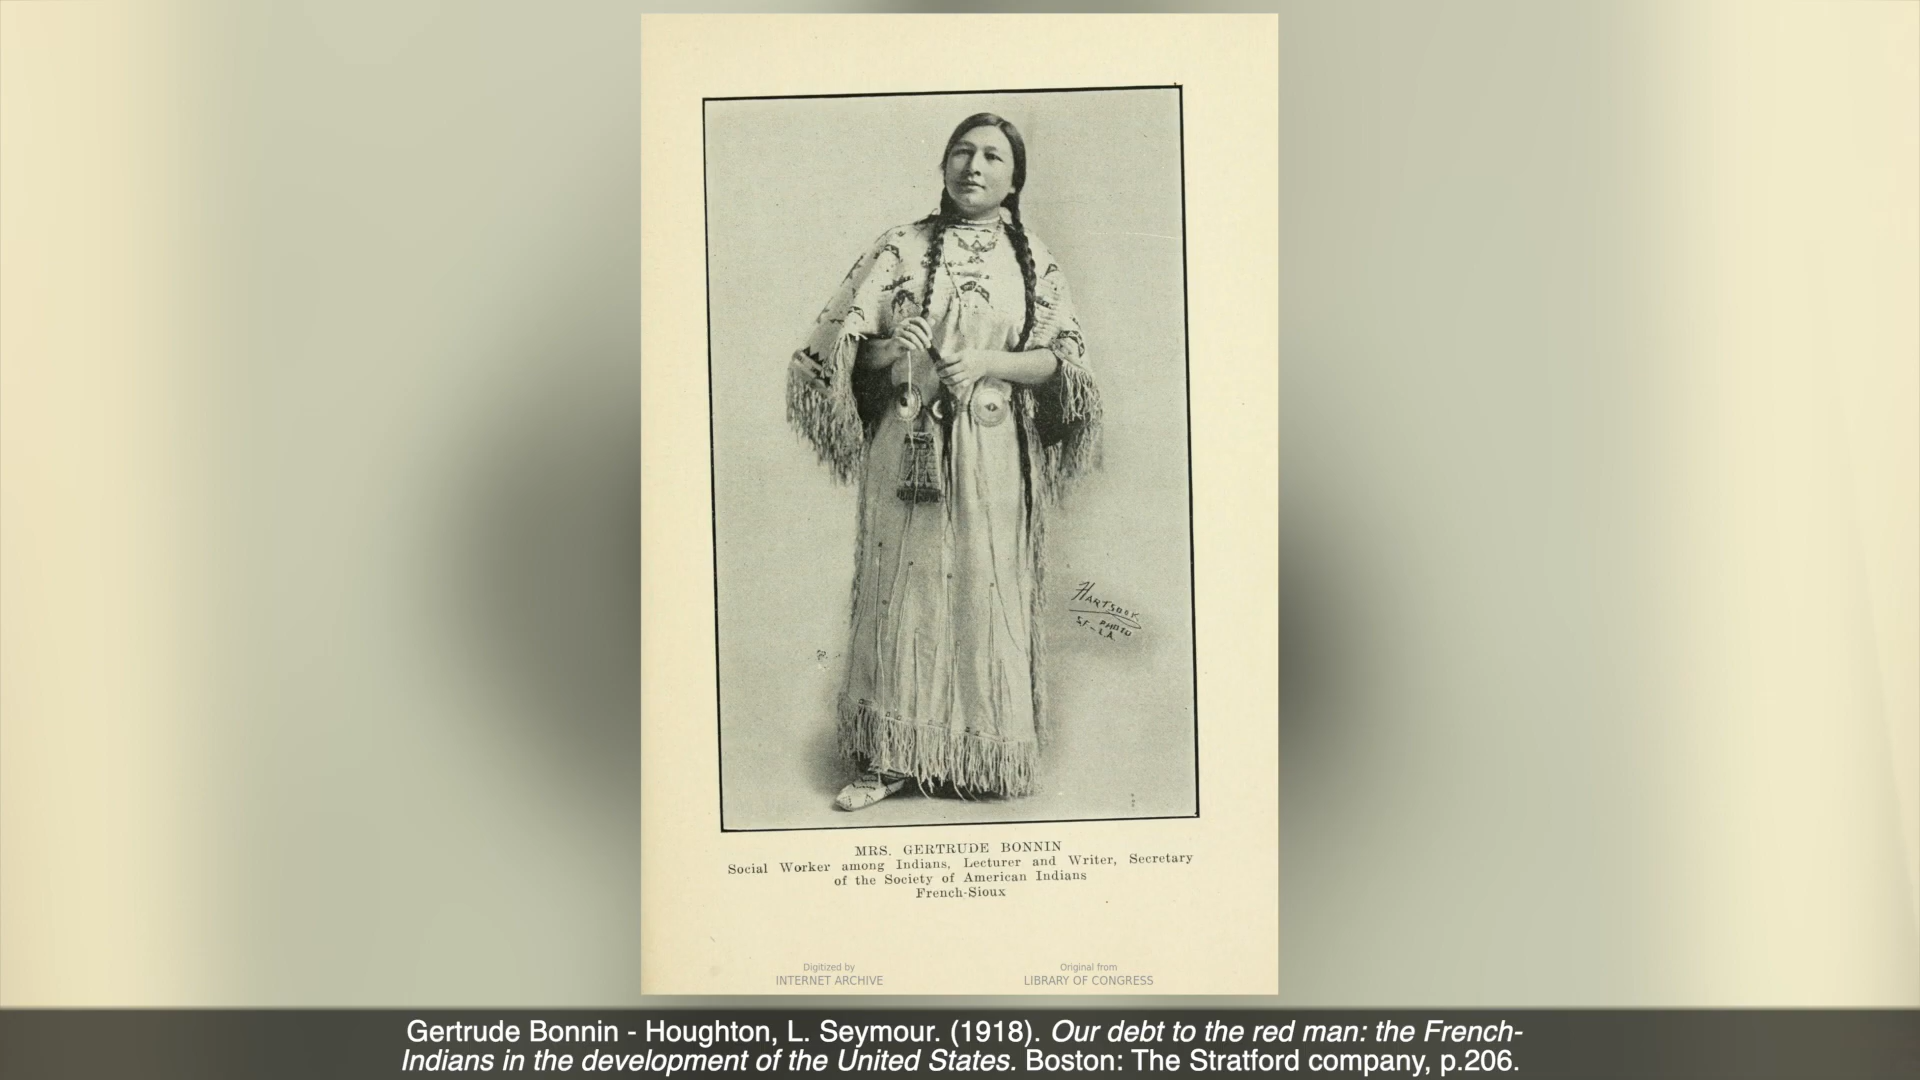 HARTSOOK
PHOTO
S.F.-L.A.
MRS. GERTRUDE BONNIN
Social Worker among Indians, Lecturer and Writer, Secretary
of the Society of American Indians
French-Sioux
Digitized by
INTERNET ARCHIVE
Original from
LIBRARY OF CONGRESS
Gertrude Bonnin - Houghton, L. Seymour. (1918). Our debt to the red man: the French-
Indians in the development of the United States. Boston: The Stratford company, p.206.